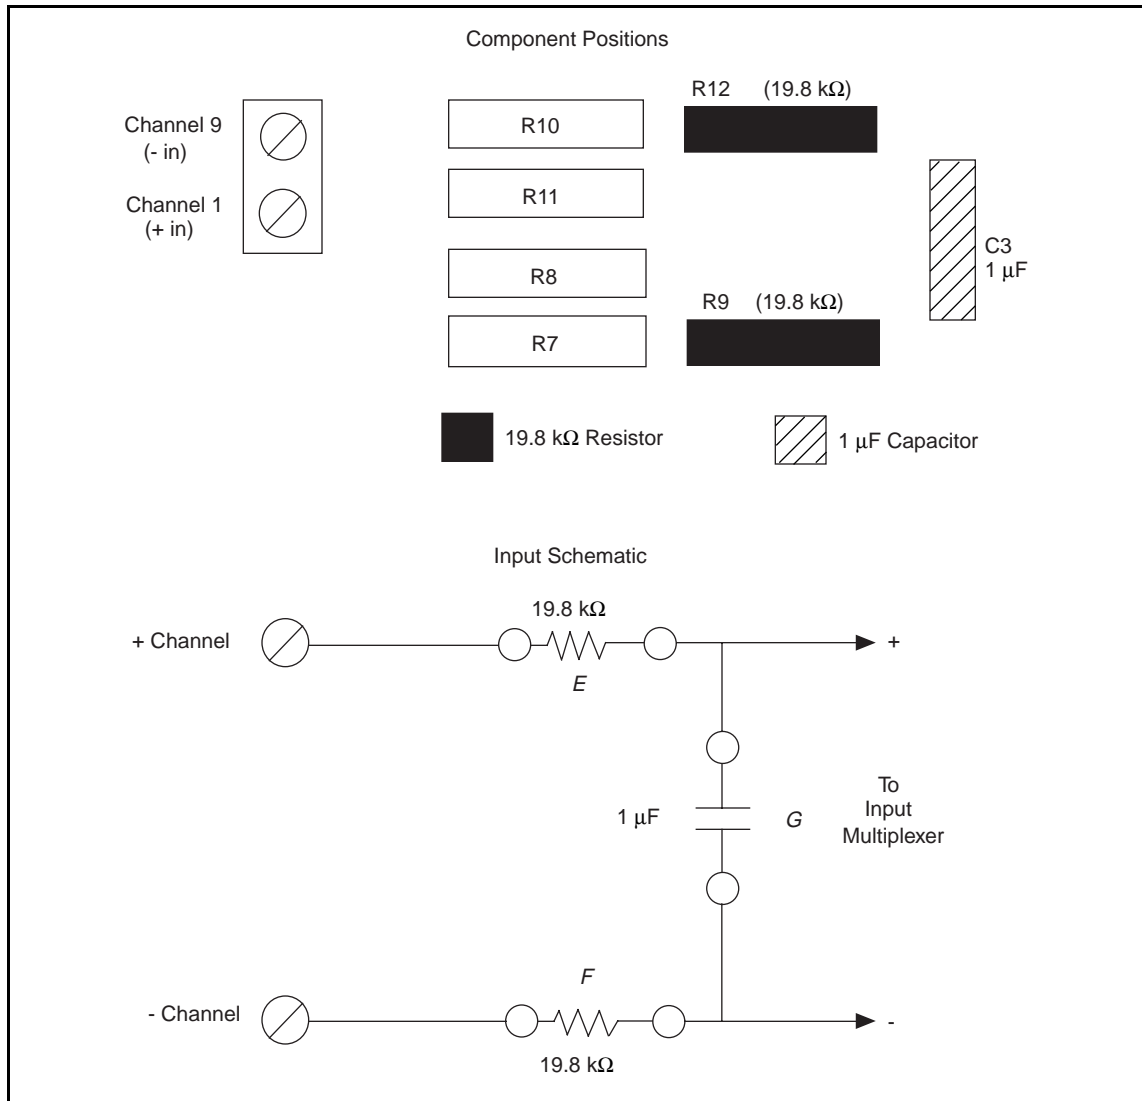 Component Positions
R12 (19.8 kΩ)
Channel 9
(- in)
R10
Channel 1
(+ in)
R11
C3
1 μF
R8
R9 (19.8 kΩ)
R7
19.8 kΩ Resistor
1 μF Capacitor
Input Schematic
19.8 kΩ
+ Channel
+
E
1 μF
G
To
Input
Multiplexer
F
- Channel
-
19.8 kΩ